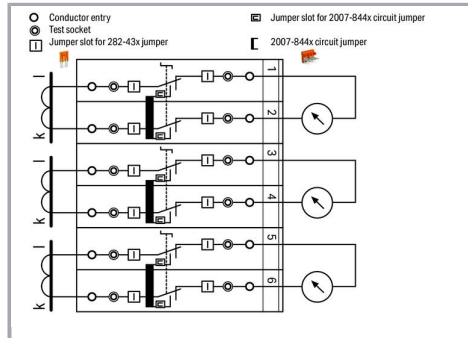 Conductor entry
Test socket
Jumper slot for 282-43x jumper
Jumper slot for 2007-844x circuit jumper
2007-844x circuit jumper
l
k
1
2
l
k
3
4
l
k
5
6